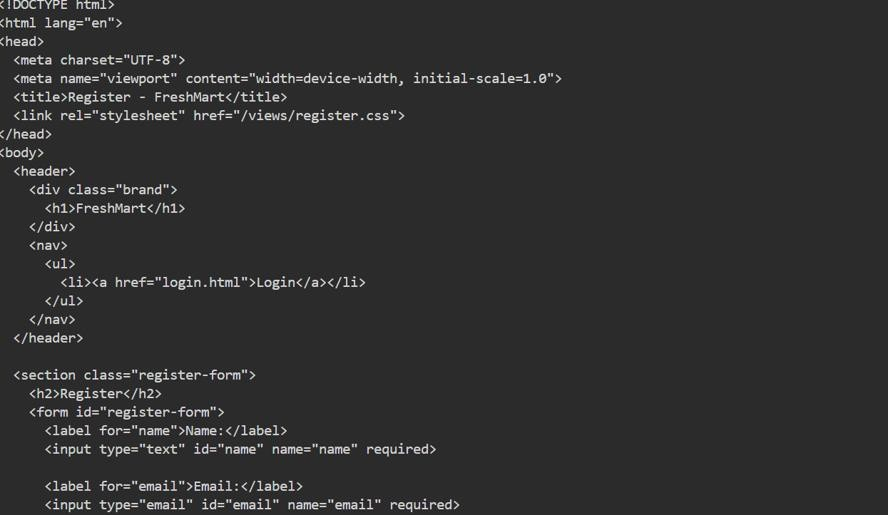 <!DOCTYPE html>
<html lang="en">
<head>
<meta charset="UTF-8">
<meta name="viewport" content="width=device-width, initial-scale=1.0">
<title>Register - FreshMart</title>
<link rel="stylesheet" href="/views/register.css">
</head>
<body>
<header>
<div class="brand">
<h1>FreshMart</h1>
</div>
<nav>
<ul>
<li><a href="login.html">Login</a></li>
</ul>
</nav>
</header>
<section class="register-form">
<h2>Register</h2>
<form id="register-form">
<label for="name">Name:</label>
<input type="text" id="name" name="name" required>
<label for="email">Email:</label>
<input type="email" id="email" name="email" required>